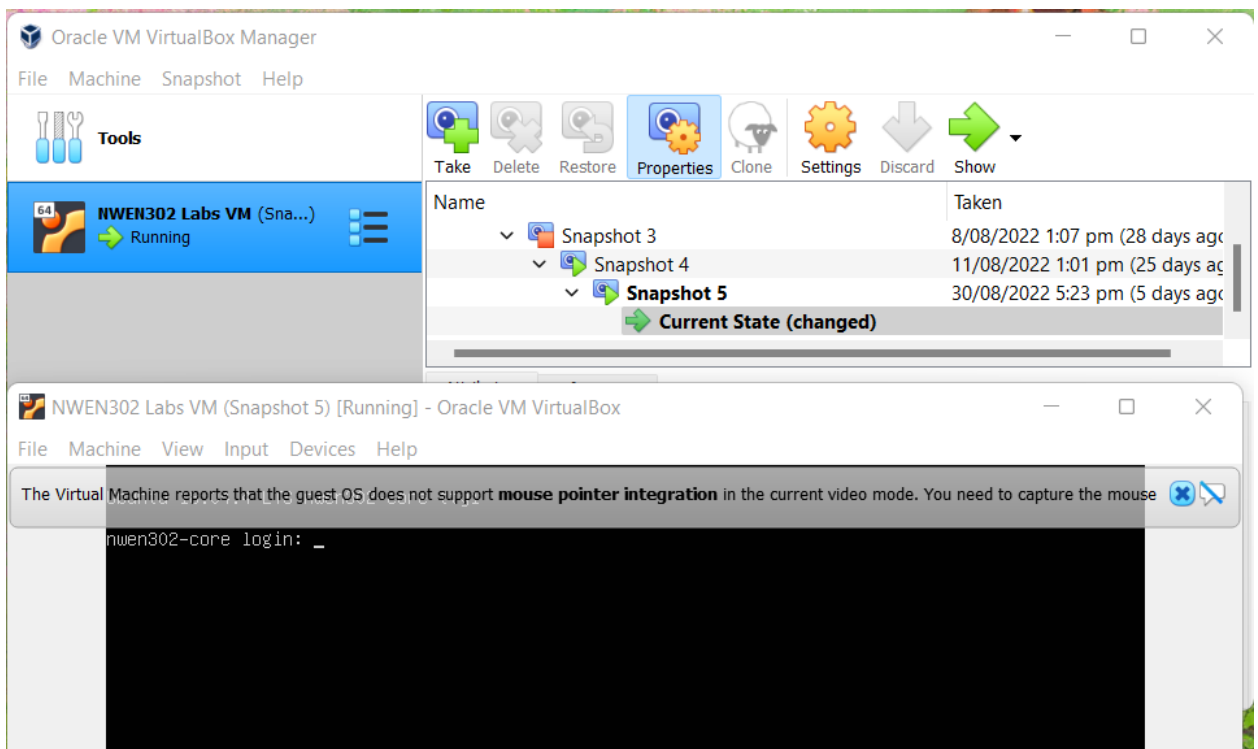 Oracle VM VirtualBox Manager
File Machine Snapshot Help
Tools
Take Delete Restore Properties Clone Settings Discard Show
64
NWEN302 Labs VM (Sna...)
Running
Name Taken
Snapshot 3 8/08/2022 1:07 pm (28 days ago
Snapshot 4 11/08/2022 1:01 pm (25 days ag
Snapshot 5 30/08/2022 5:23 pm (5 days ago
Current State (changed)
NWEN302 Labs VM (Snapshot 5) [Running] - Oracle VM VirtualBox
File Machine View Input Devices Help
The Virtual Machine reports that the guest OS does not support mouse pointer integration in the current video mode. You need to capture the mouse
nwen302-core login: _